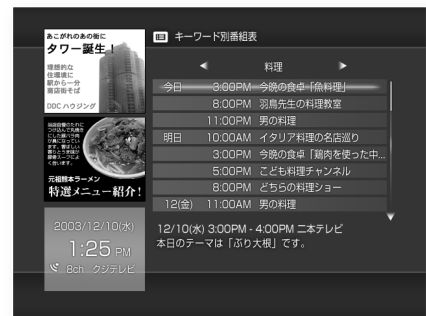 あこがれのあの街に
タワー誕生!
理想的な
住環境に
駅から一分
商店街そば
DDC ハウジング
元祖熊本ラーメン
特選メニュー紹介!
2003/12/10(水)
1:25 PM
8ch クジテレビ
キーワード別番組表
料理
今日 3:00PM 今晩の食卓「魚料理」
8:00PM 羽鳥先生の料理教室
11:00PM 男の料理
明日 10:00AM イタリア料理の名店巡り
3:00PM 今晩の食卓「鶏肉を使った中...
5:00PM こども料理チャンネル
8:00PM どちらの料理ショー
12(金) 11:00AM 男の料理
12/10(水) 3:00PM - 4:00PM 二本テレビ
本日のテーマは「ぶり大根」です。